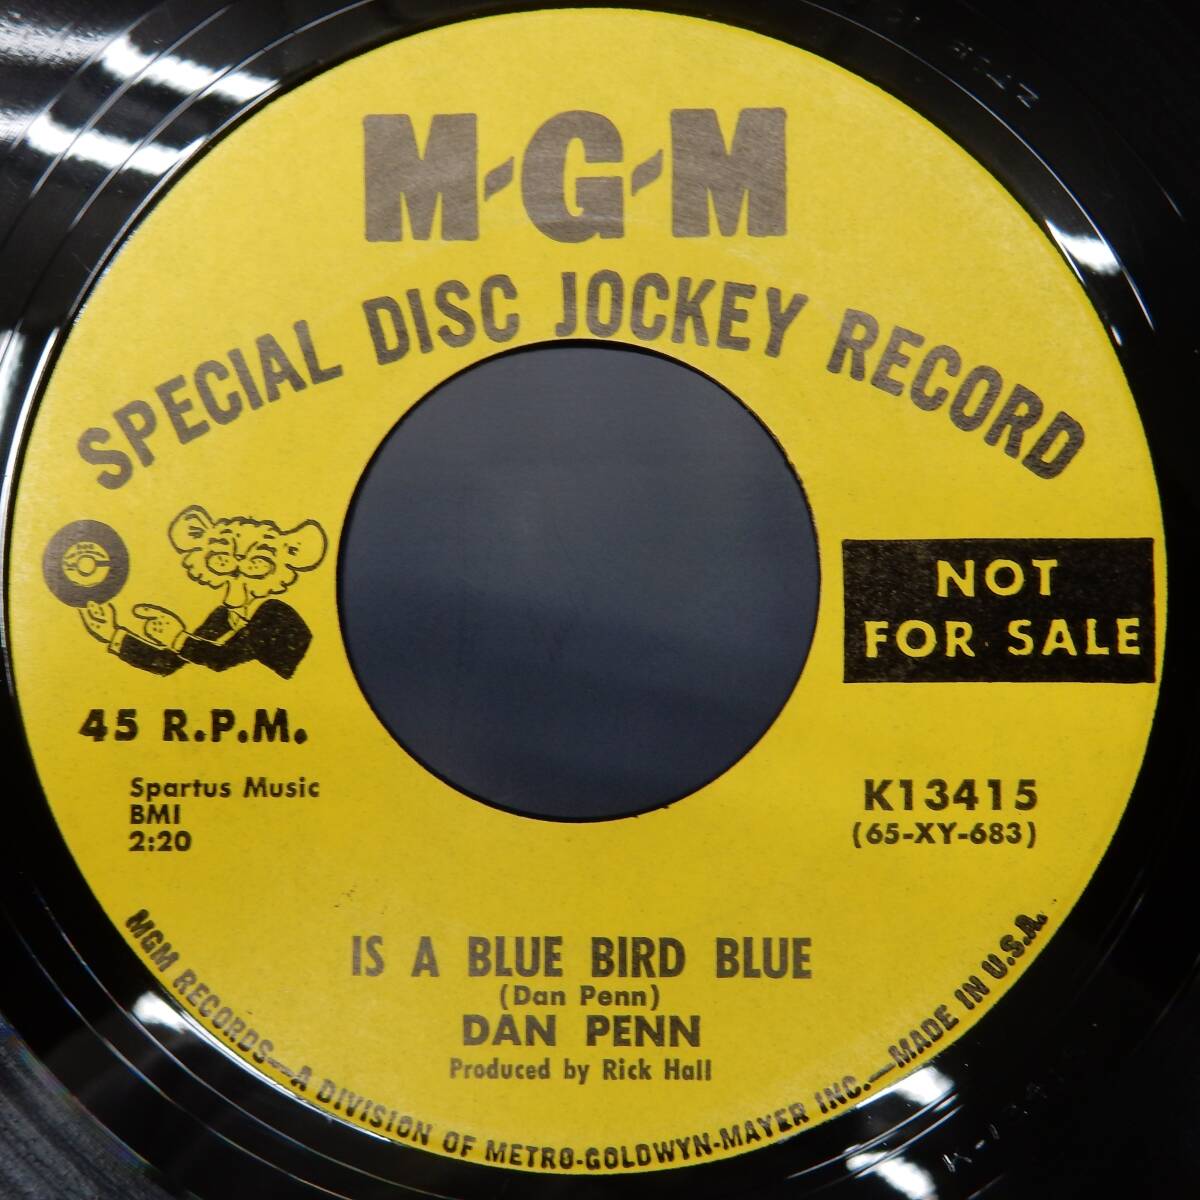 M-G-M
SPECIAL DISC JOCKEY RECORD
NOT
FOR SALE
45 R.P.M.
Spartus Music
BMI
2:20
K13415
(65-XY-683)
IS A BLUE BIRD BLUE
(Dan Penn)
DAN PENN
Produced by Rick Hall
MGM RECORDS—A DIVISION OF METRO-GOLDWYN-MAYER INC.—MADE IN U.S.A.